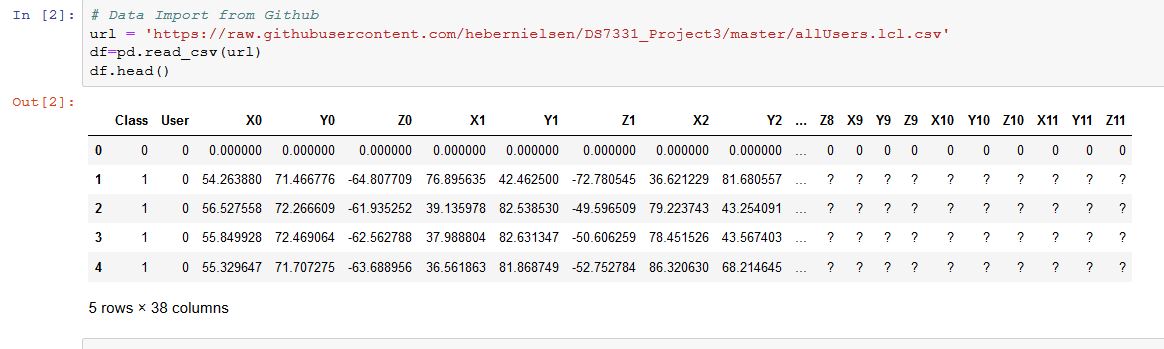 In [2]: # Data Import from Github
url = 'https://raw.githubusercontent.com/hebernielsen/DS7331_Project3/master/allUsers.lcl.csv'
df=pd.read_csv(url)
df.head()
Out[2]:
Class User X0 Y0 Z0 X1 Y1 Z1 X2 Y2 ... Z8 X9 Y9 Z9 X10 Y10 Z10 X11 Y11 Z11
0 0 0 0.000000 0.000000 0.000000 0.000000 0.000000 0.000000 0.000000 0.000000 ... 0 0 0 0 0 0 0 0 0 0
1 1 0 54.263880 71.466776 -64.807709 76.895635 42.462500 -72.780545 36.621229 81.680557 ... ? ? ? ? ? ? ? ? ? ?
2 1 0 56.527558 72.266609 -61.935252 39.135978 82.538530 -49.596509 79.223743 43.254091 ... ? ? ? ? ? ? ? ? ? ?
3 1 0 55.849928 72.469064 -62.562788 37.988804 82.631347 -50.606259 78.451526 43.567403 ... ? ? ? ? ? ? ? ? ? ?
4 1 0 55.329647 71.707275 -63.688956 36.561863 81.868749 -52.752784 86.320630 68.214645 ... ? ? ? ? ? ? ? ? ? ?
5 rows × 38 columns